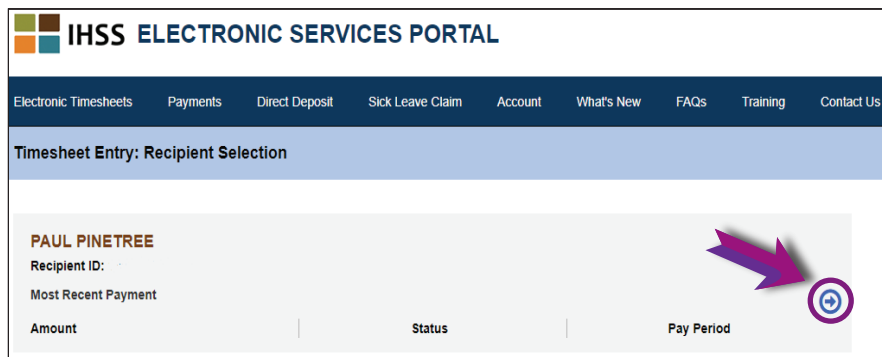 IHSS ELECTRONIC SERVICES PORTAL
Electronic Timesheets Payments Direct Deposit Sick Leave Claim Account What's New FAQs Training Contact Us
Timesheet Entry: Recipient Selection
PAUL PINETREE
Recipient ID:
Most Recent Payment
Amount Status Pay Period